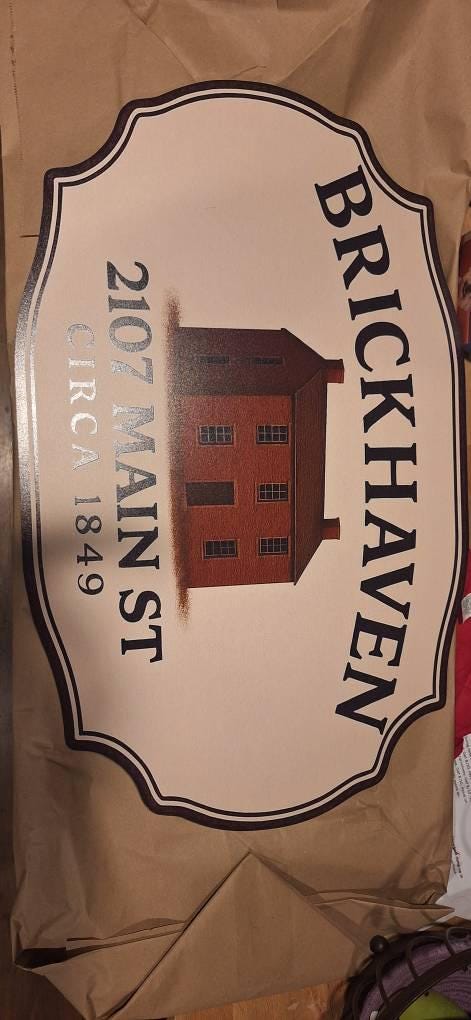 BRICKHAVEN
2107 MAIN ST
CIRCA 1849